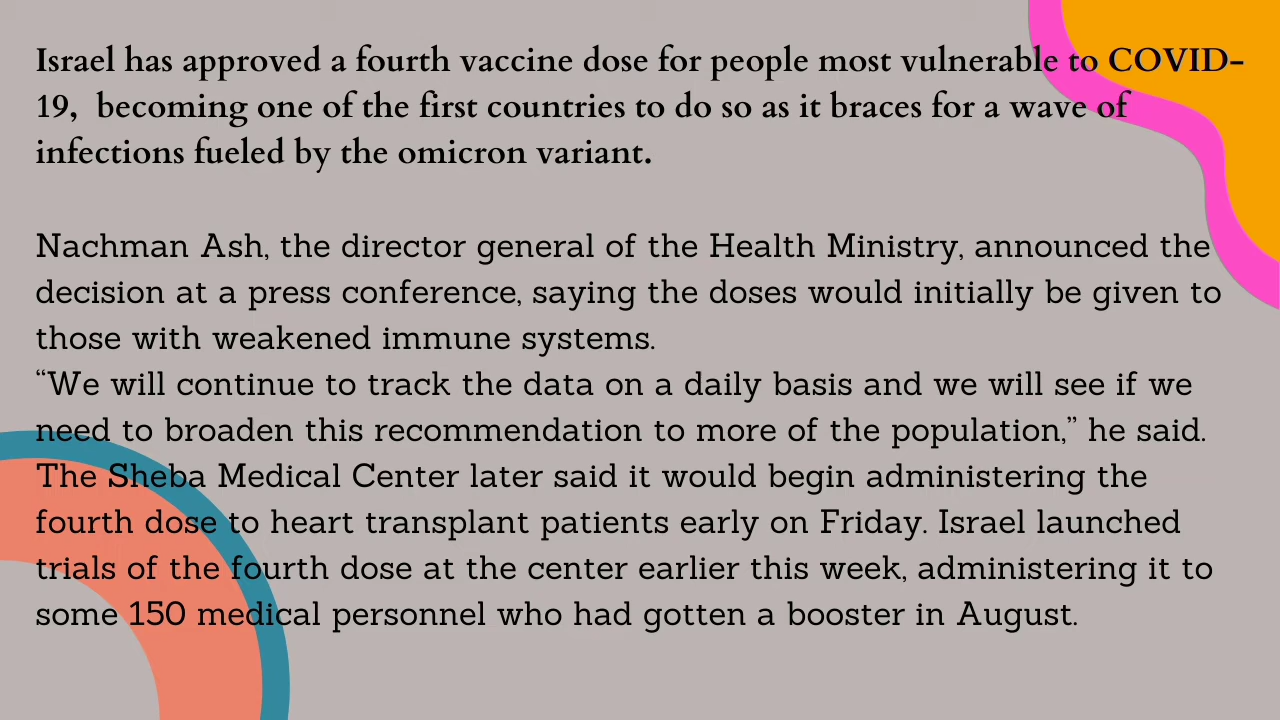 Israel has approved a fourth vaccine dose for people most vulnerable to COVID-
19,  becoming one of the first countries to do so as it braces for a wave of
infections fueled by the omicron variant.
Nachman Ash, the director general of the Health Ministry, announced the
decision at a press conference, saying the doses would initially be given to
those with weakened immune systems.
“We will continue to track the data on a daily basis and we will see if we
need to broaden this recommendation to more of the population,” he said.
The Sheba Medical Center later said it would begin administering the
fourth dose to heart transplant patients early on Friday. Israel launched
trials of the fourth dose at the center earlier this week, administering it to
some 150 medical personnel who had gotten a booster in August.